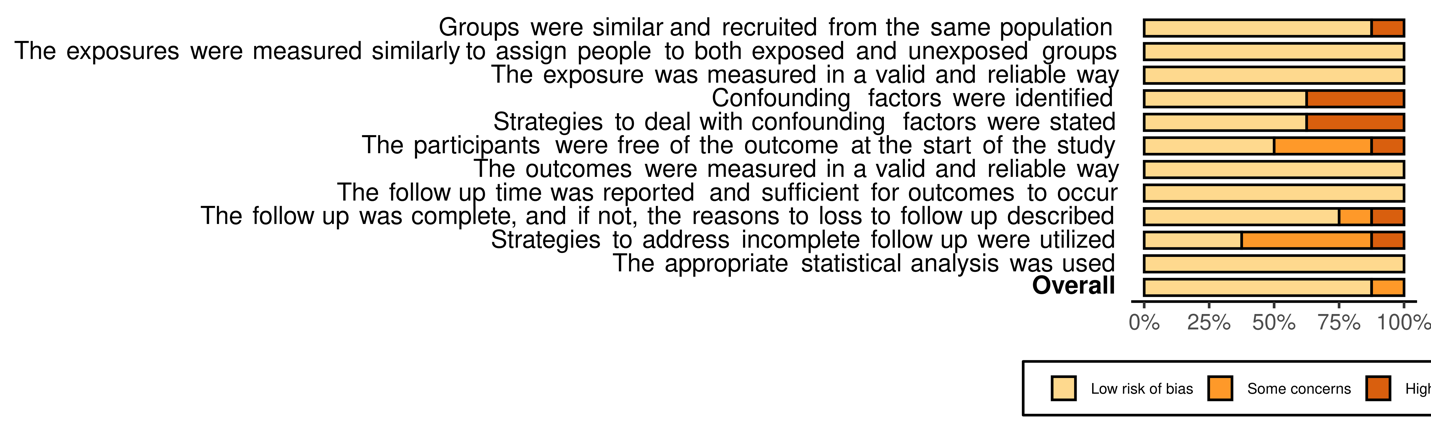 Groups were similar and recruited from the same population
The exposures were measured similarly to assign people to both exposed and unexposed groups
The exposure was measured in a valid and reliable way
Confounding factors were identified
Strategies to deal with confounding factors were stated
The participants were free of the outcome at the start of the study
The outcomes were measured in a valid and reliable way
The follow up time was reported and sufficient for outcomes to occur
The follow up was complete, and if not, the reasons to loss to follow up described
Strategies to address incomplete follow up were utilized
The appropriate statistical analysis was used
Overall
0% 25% 50% 75% 100%
Low risk of bias Some concerns High